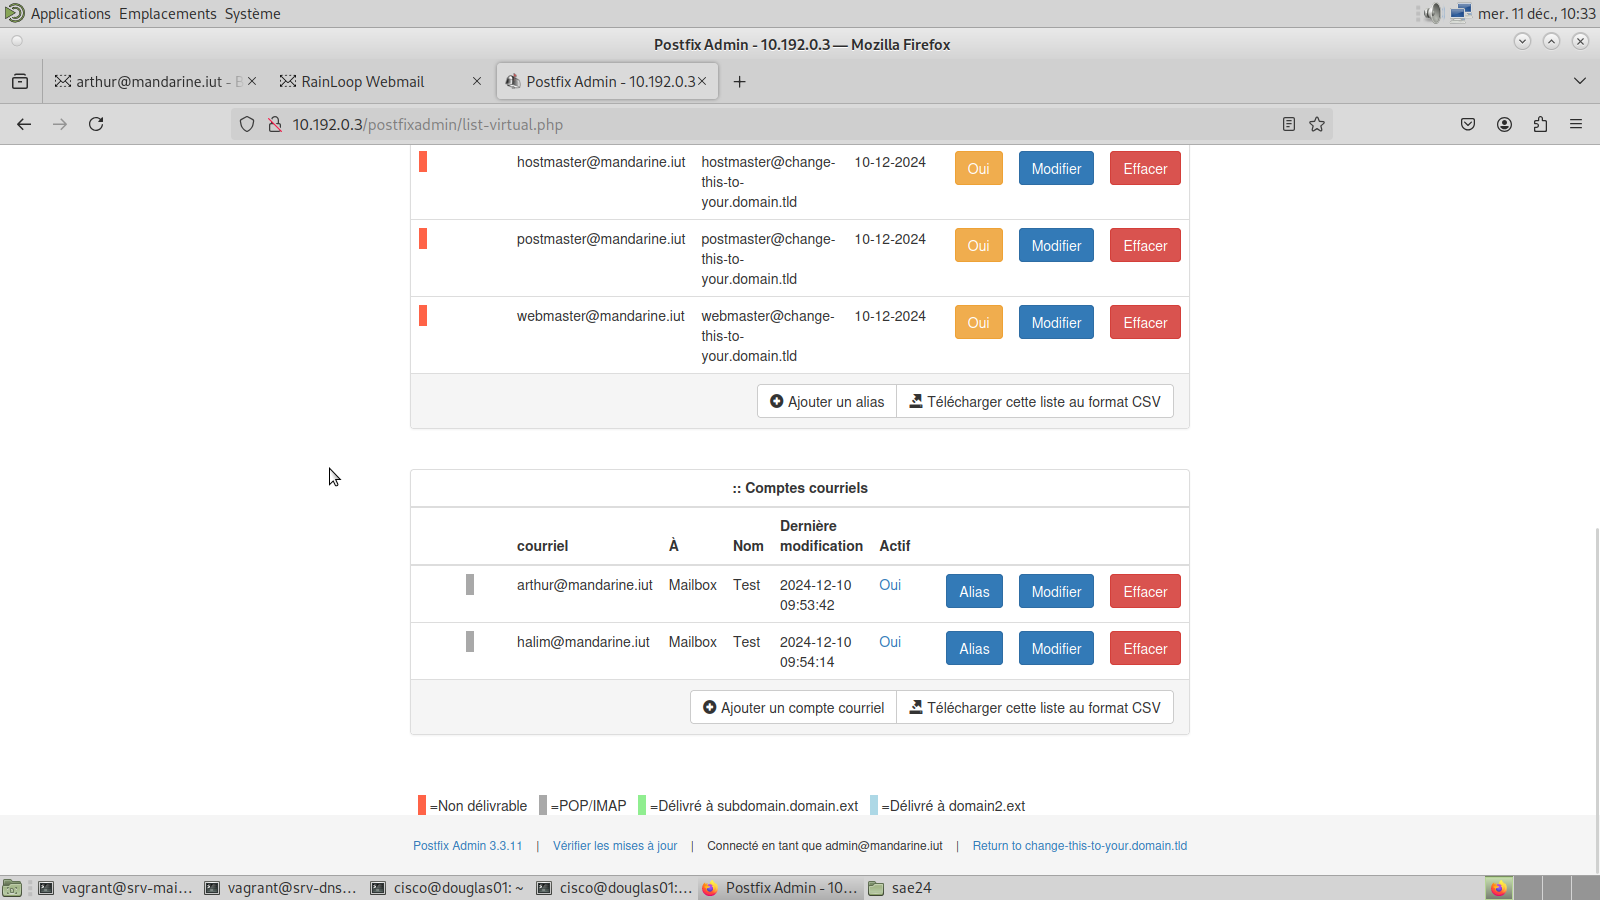 Applications Emplacements Système
mer. 11 déc., 10:33
Postfix Admin - 10.192.0.3 — Mozilla Firefox
arthur@mandarine.iut -
RainLoop Webmail
Postfix Admin - 10.192.0.3
10.192.0.3/postfixadmin/list-virtual.php
hostmaster@mandarine.iut hostmaster@change- 10-12-2024 Oui Modifier Effacer
this-to-
your.domain.tld
postmaster@mandarine.iut postmaster@change- 10-12-2024 Oui Modifier Effacer
this-to-
your.domain.tld
webmaster@mandarine.iut webmaster@change- 10-12-2024 Oui Modifier Effacer
this-to-
your.domain.tld
Ajouter un alias Télécharger cette liste au format CSV
:: Comptes courriels
Dernière
courriel À Nom modification Actif
arthur@mandarine.iut Mailbox Test 2024-12-10 Oui Alias Modifier Effacer
09:53:42
halim@mandarine.iut Mailbox Test 2024-12-10 Oui Alias Modifier Effacer
09:54:14
Ajouter un compte courriel Télécharger cette liste au format CSV
=Non délivrable =POP/IMAP =Délivré à subdomain.domain.ext =Délivré à domain2.ext
Postfix Admin 3.3.11 | Vérifier les mises à jour | Connecté en tant que admin@mandarine.iut | Return to change-this-to-your.domain.tld
vagrant@srv-mai... vagrant@srv-dns... cisco@douglas01: ~ cisco@douglas01:... Postfix Admin - 10... sae24